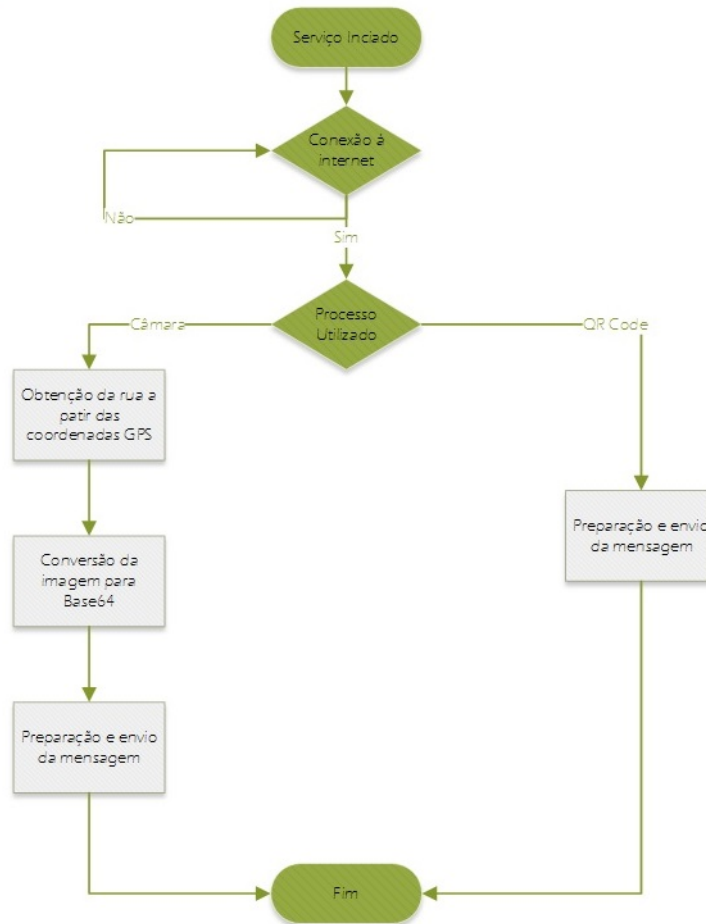 Serviço Inciado
Conexão à
internet
Não
Sim
Processo
Utilizado
Câmara
QR Code
Obtenção da rua a
patir das
coordenadas GPS
Preparação e envio
da mensagem
Conversão da
imagem para
Base64
Preparação e envio
da mensagem
Fim